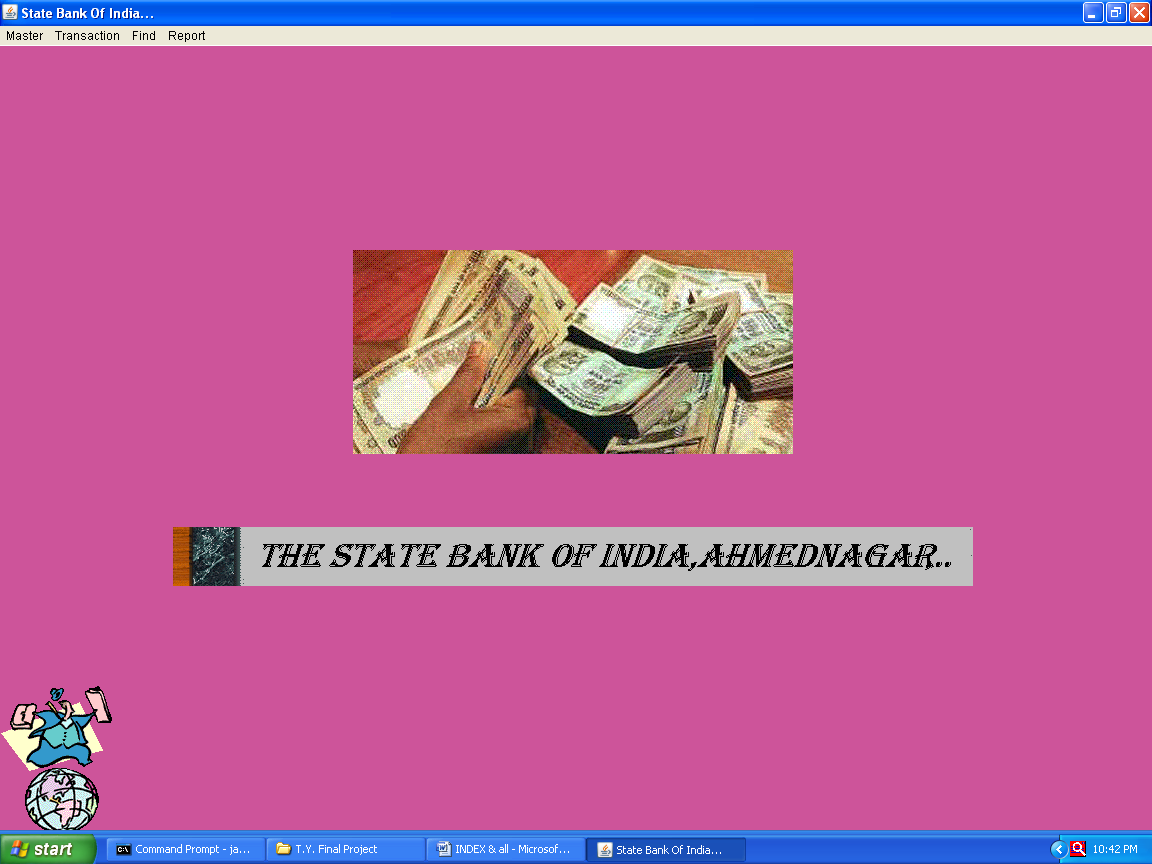 State Bank Of India...
Master Transaction Find Report
THE STATE BANK OF INDIA,AHMEDNAGAR..
start
Command Prompt - ja...
T.Y. Final Project
INDEX & all - Microsof...
State Bank Of India...
10:42 PM